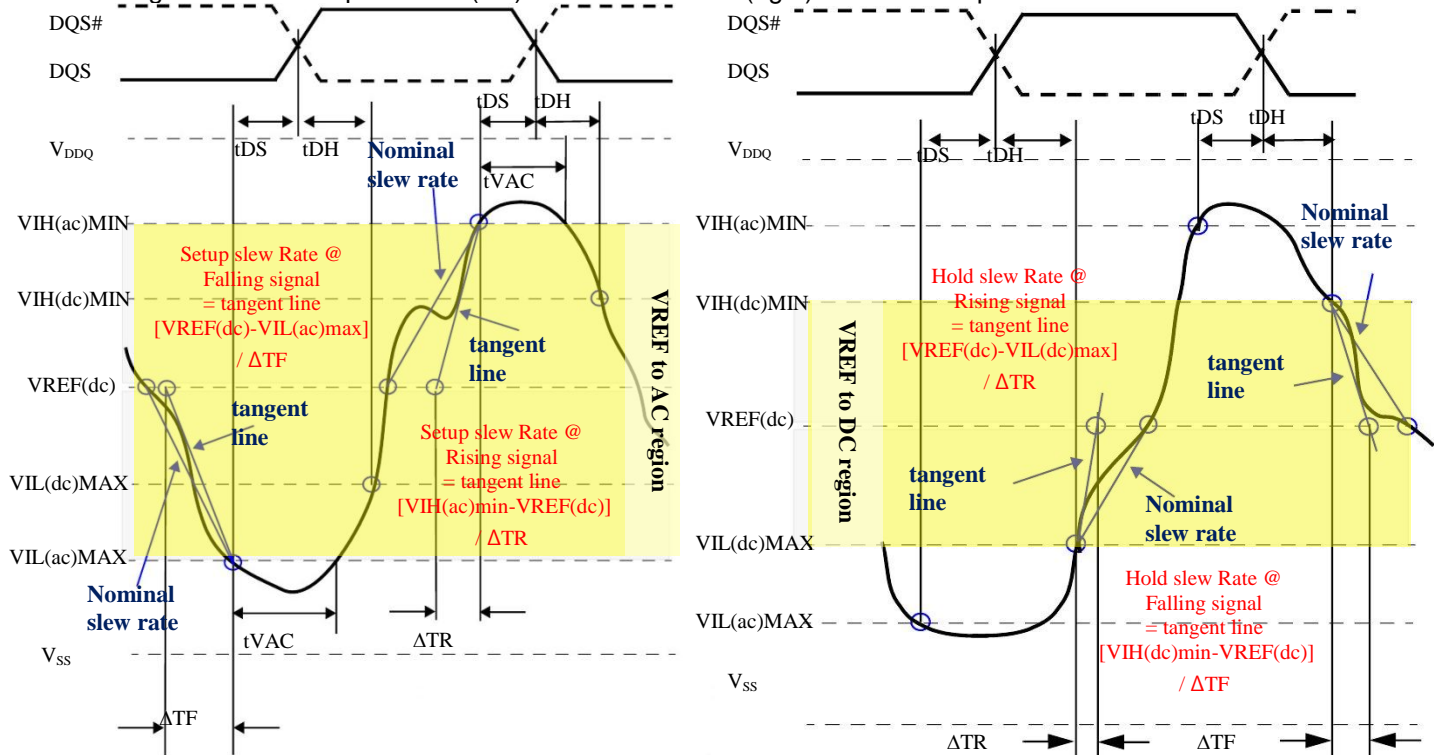 DQS#
DQS
tDS
tDH
VDDQ
tDS
tDH
Nominal
slew rate
tVAC
VIH(ac)MIN
Setup slew Rate @
Falling signal
= tangent line
[VREF(dc)-VIL(ac)max]
/ ΔTF
VIH(dc)MIN
tangent
line
VREF to AC region
VREF(dc)
tangent
line
Setup slew Rate @
Rising signal
= tangent line
[VIH(ac)min-VREF(dc)]
/ ΔTR
VIL(dc)MAX
VIL(ac)MAX
Nominal
slew rate
tVAC
ΔTR
VSS
ΔTF
DQS#
DQS
tDS
tDH
VDDQ
tDS
tDH
VIH(ac)MIN
Nominal
slew rate
Hold slew Rate @
Rising signal
= tangent line
[VREF(dc)-VIL(dc)max]
/ ΔTR
VIH(dc)MIN
tangent
line
VREF to DC region
VREF(dc)
tangent
line
Nominal
slew rate
VIL(dc)MAX
Hold slew Rate @
Falling signal
= tangent line
[VIH(dc)min-VREF(dc)]
/ ΔTF
VIL(ac)MAX
VSS
ΔTR
ΔTF